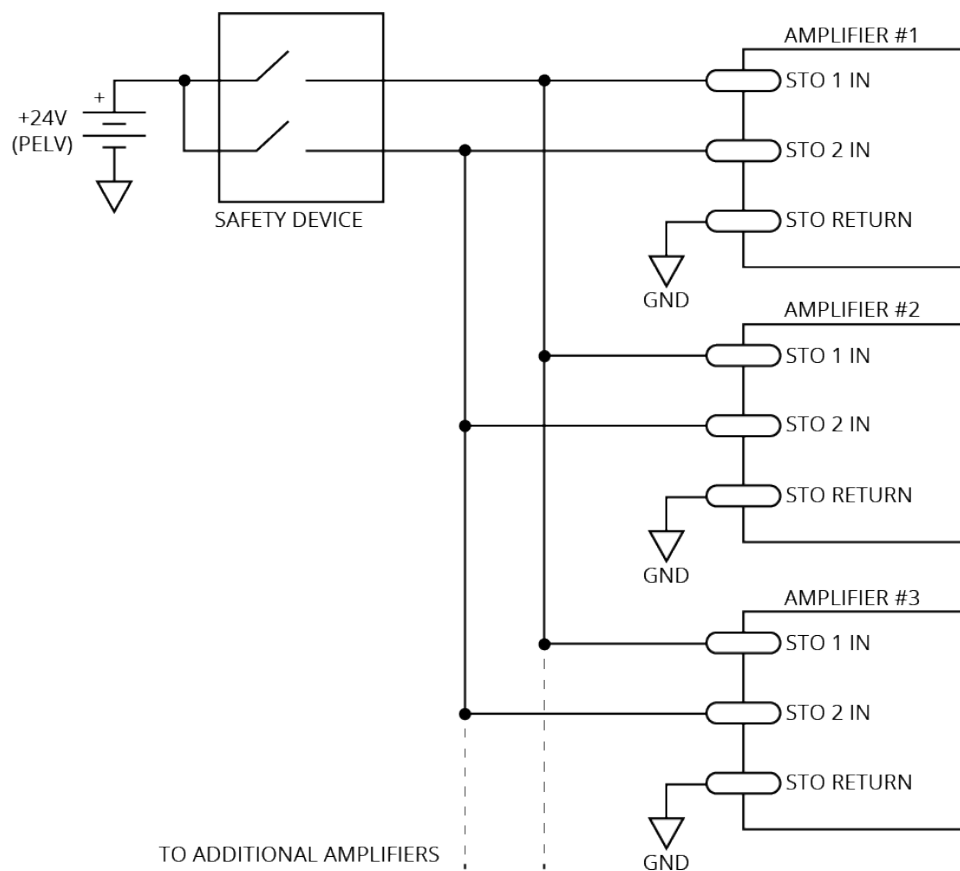 AMPLIFIER #1
STO 1 IN
+
+24V
(PELV)
STO 2 IN
SAFETY DEVICE
STO RETURN
GND
AMPLIFIER #2
STO 1 IN
STO 2 IN
STO RETURN
GND
AMPLIFIER #3
STO 1 IN
STO 2 IN
STO RETURN
GND
TO ADDITIONAL AMPLIFIERS